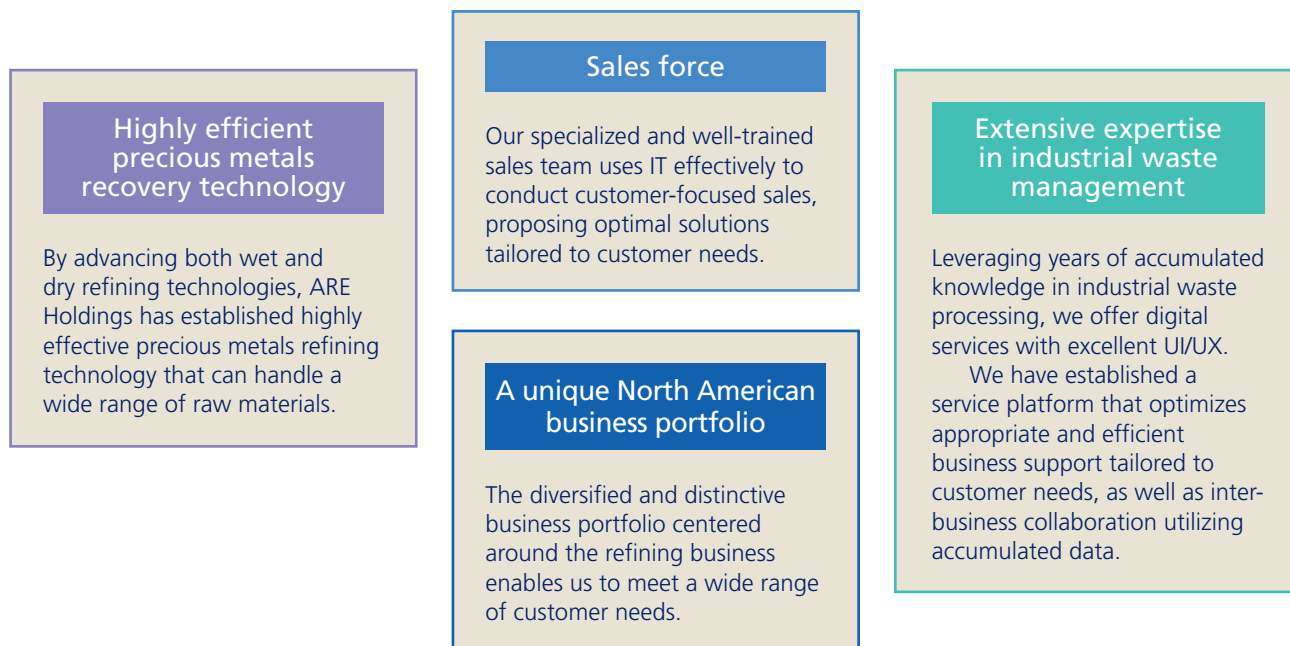 Highly efficient
precious metals
recovery technology
By advancing both wet and
dry refining technologies, ARE
Holdings has established highly
effective precious metals refining
technology that can handle a
wide range of raw materials.
Sales force
Our specialized and well-trained
sales team uses IT effectively to
conduct customer-focused sales,
proposing optimal solutions
tailored to customer needs.
A unique North American
business portfolio
The diversified and distinctive
business portfolio centered
around the refining business
enables us to meet a wide range
of customer needs.
Extensive expertise
in industrial waste
management
Leveraging years of accumulated
knowledge in industrial waste
processing, we offer digital
services with excellent UI/UX.
We have established a
service platform that optimizes
appropriate and efficient
business support tailored to
customer needs, as well as inter-
business collaboration utilizing
accumulated data.